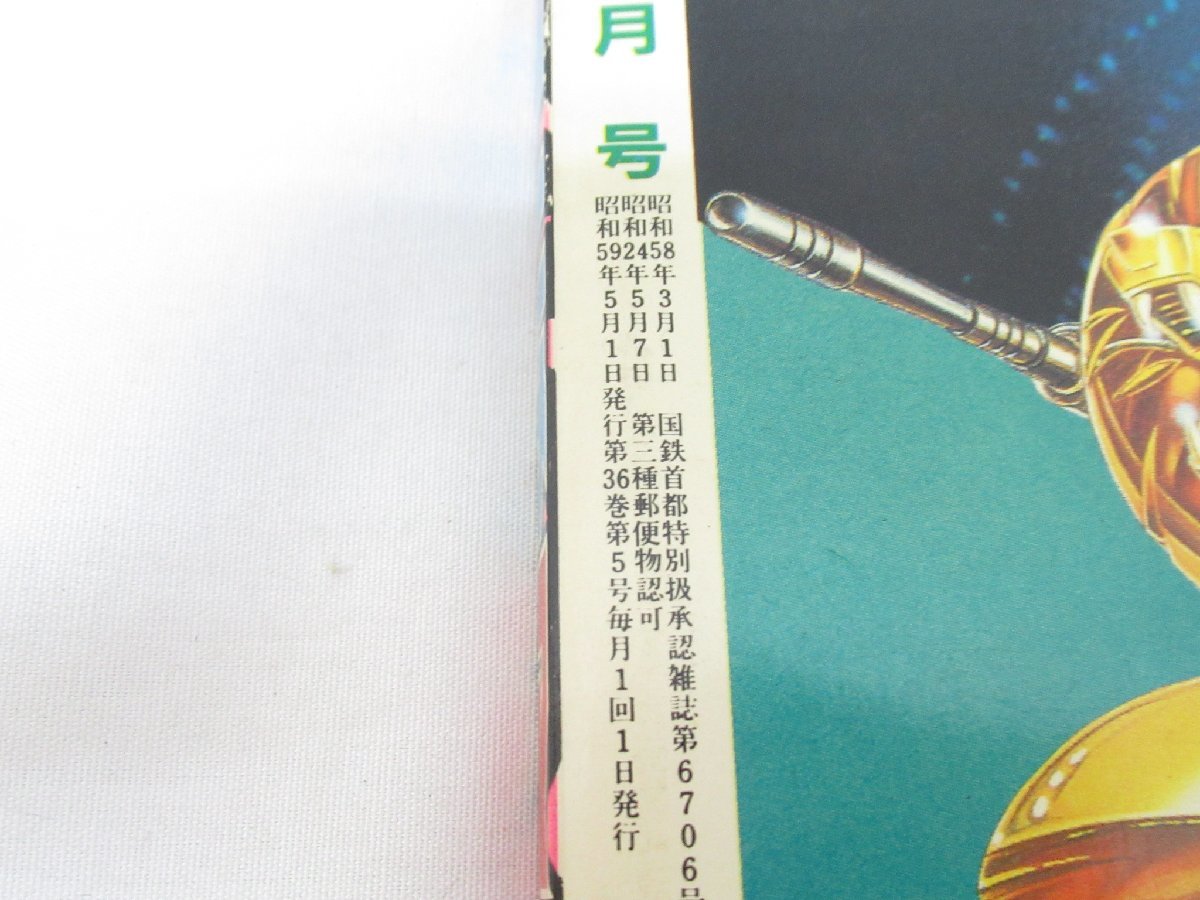 月号
昭和58年3月1日　国鉄首都特別扱承認雑誌第6706号
昭和24年5月7日　第三種郵便物認可
昭和59年5月1日発行第36巻第5号毎月1回1日発行